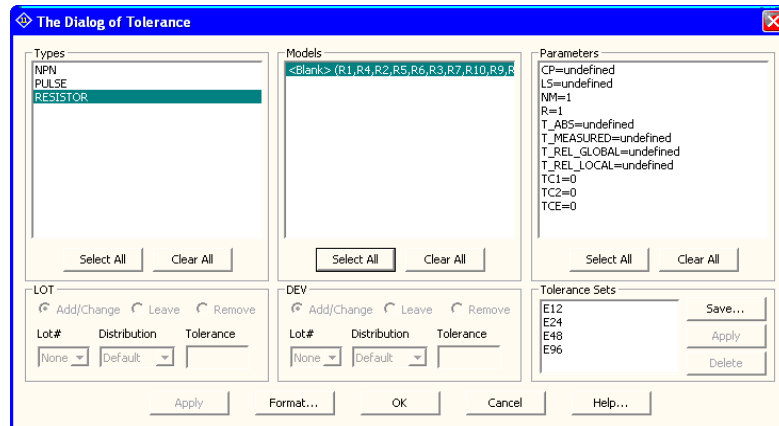 The Dialog of Tolerance
Types
NPN
PULSE
RESISTOR
Select All Clear All
Models
<Blank> (R1,R4,R2,R5,R6,R3,R7,R10,R9,R
Select All Clear All
Parameters
CP=undefined
LS=undefined
NM=1
R=1
T_ABS=undefined
T_MEASURED=undefined
T_REL_GLOBAL=undefined
T_REL_LOCAL=undefined
TC1=0
TC2=0
TCE=0
Select All Clear All
LOT
Add/Change Leave Remove
Lot# Distribution Tolerance
None Default
DEV
Add/Change Leave Remove
Lot# Distribution Tolerance
None Default
Tolerance Sets
E12
E24
E48
E96
Save...
Apply
Delete
Apply Format... OK Cancel Help...